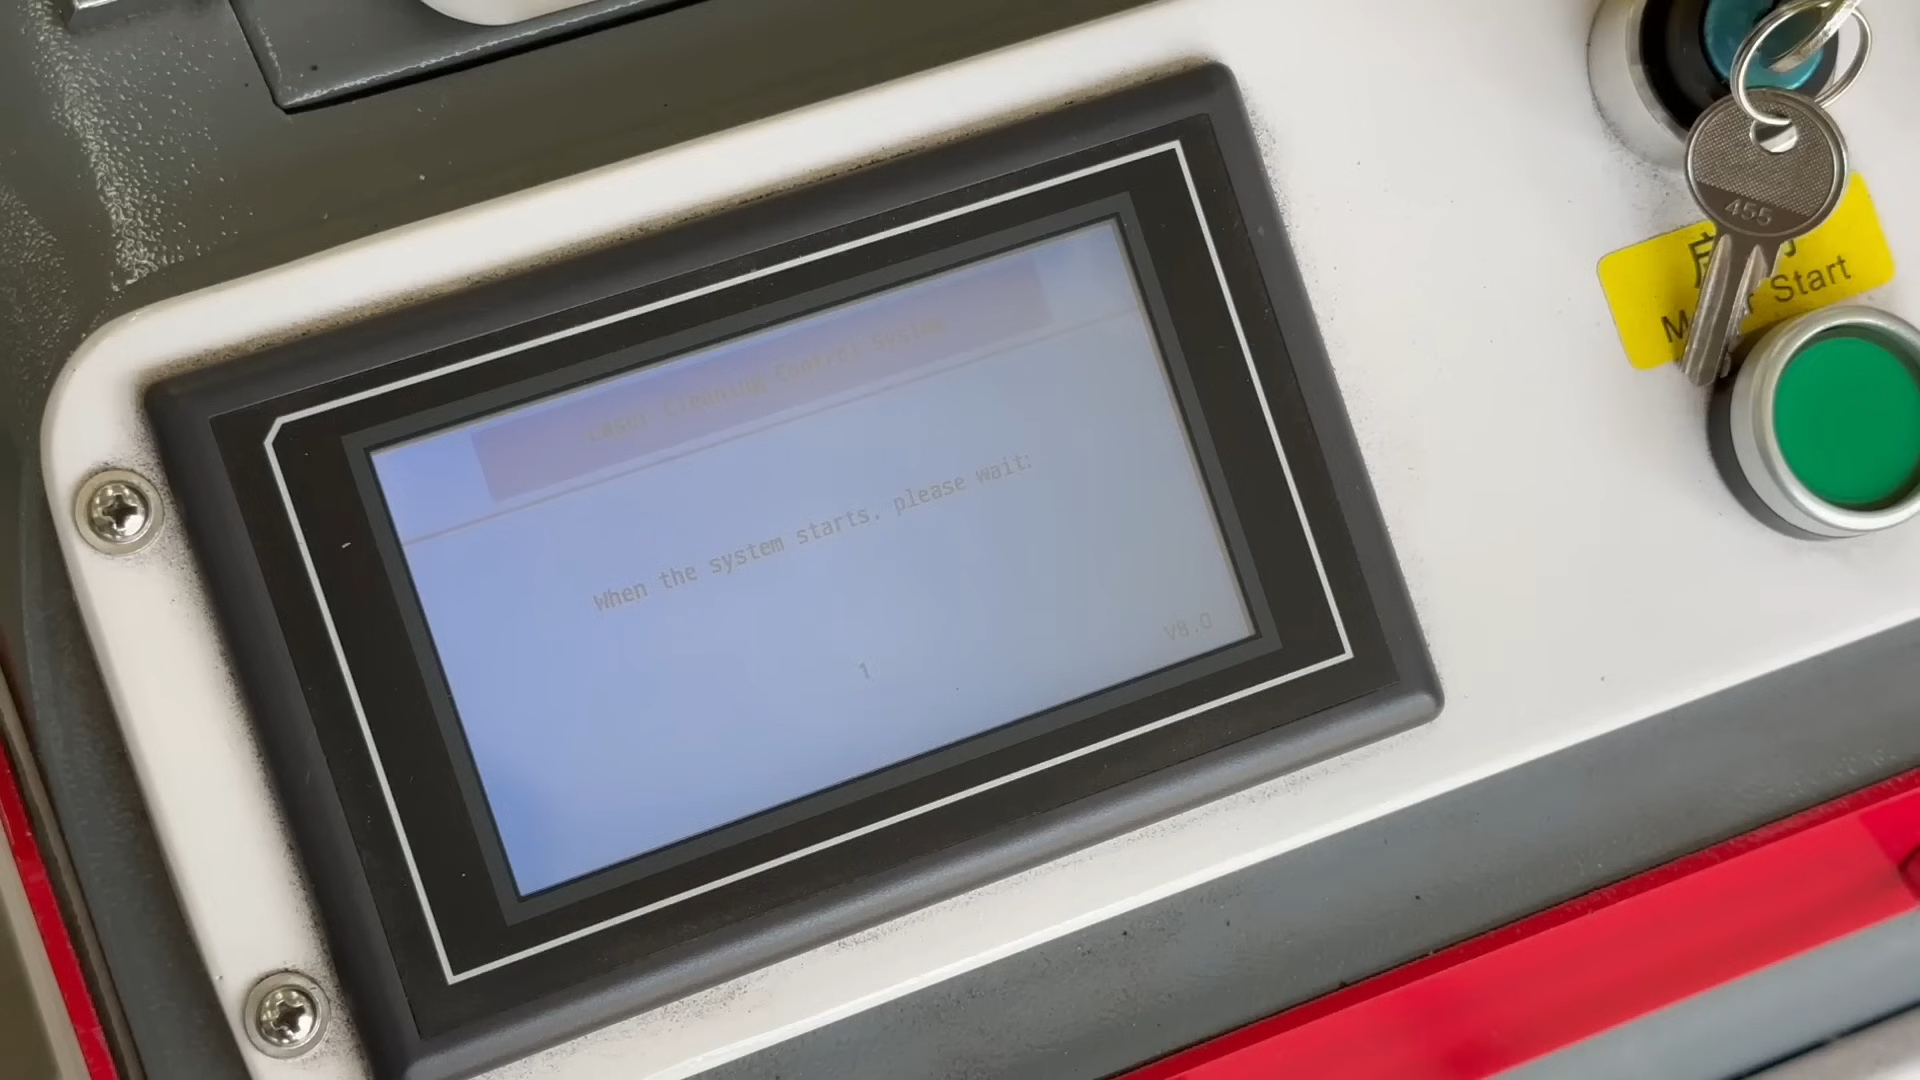 Laser Cleaning Control System
When the system starts, please wait:
1
V8.0
455
Start